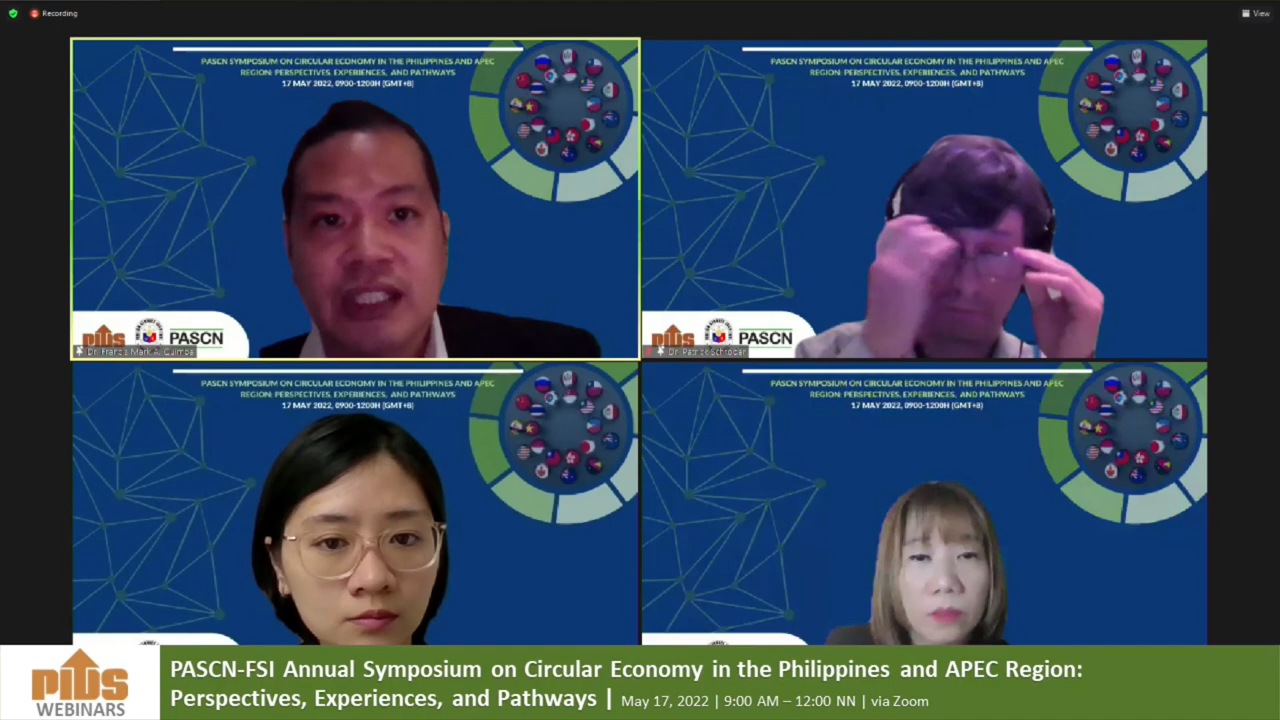 Recording
View
PASCN SYMPOSIUM ON CIRCULAR ECONOMY IN THE PHILIPPINES AND APEC
REGION: PERSPECTIVES, EXPERIENCES, AND PATHWAYS
17 MAY 2022, 0900-1200H (GMT+8)
PASCN SYMPOSIUM ON CIRCULAR ECONOMY IN THE PHILIPPINES AND APEC
REGION: PERSPECTIVES, EXPERIENCES, AND PATHWAYS
17 MAY 2022, 0900-1200H (GMT+8)
PIDS PASCN
Dr. Francis Mark A. Quimba
PIDS PASCN
Dr. Patrick Schröder
PASCN SYMPOSIUM ON CIRCULAR ECONOMY IN THE PHILIPPINES AND APEC
REGION: PERSPECTIVES, EXPERIENCES, AND PATHWAYS
17 MAY 2022, 0900-1200H (GMT+8)
PASCN SYMPOSIUM ON CIRCULAR ECONOMY IN THE PHILIPPINES AND APEC
REGION: PERSPECTIVES, EXPERIENCES, AND PATHWAYS
17 MAY 2022, 0900-1200H (GMT+8)
PIDS
WEBINARS
PASCN-FSI Annual Symposium on Circular Economy in the Philippines and APEC Region:
Perspectives, Experiences, and Pathways | May 17, 2022 | 9:00 AM – 12:00 NN | via Zoom